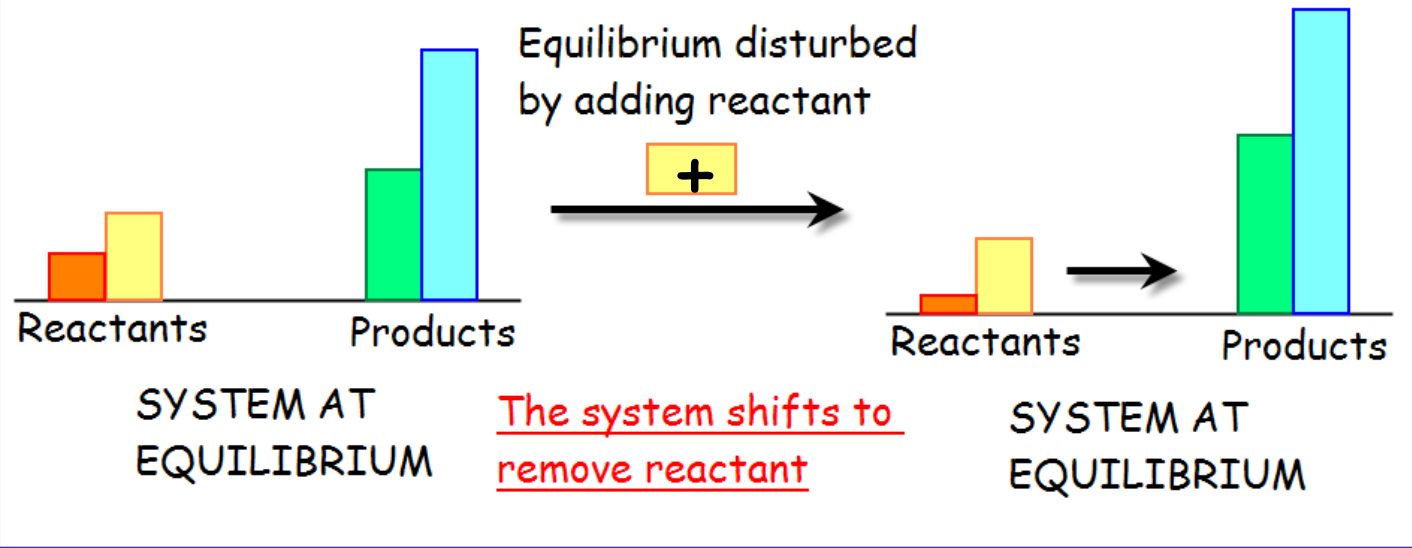 Equilibrium disturbed
by adding reactant
+
Reactants
Products
Reactants
Products
SYSTEM AT
EQUILIBRIUM
The system shifts to
remove reactant
SYSTEM AT
EQUILIBRIUM